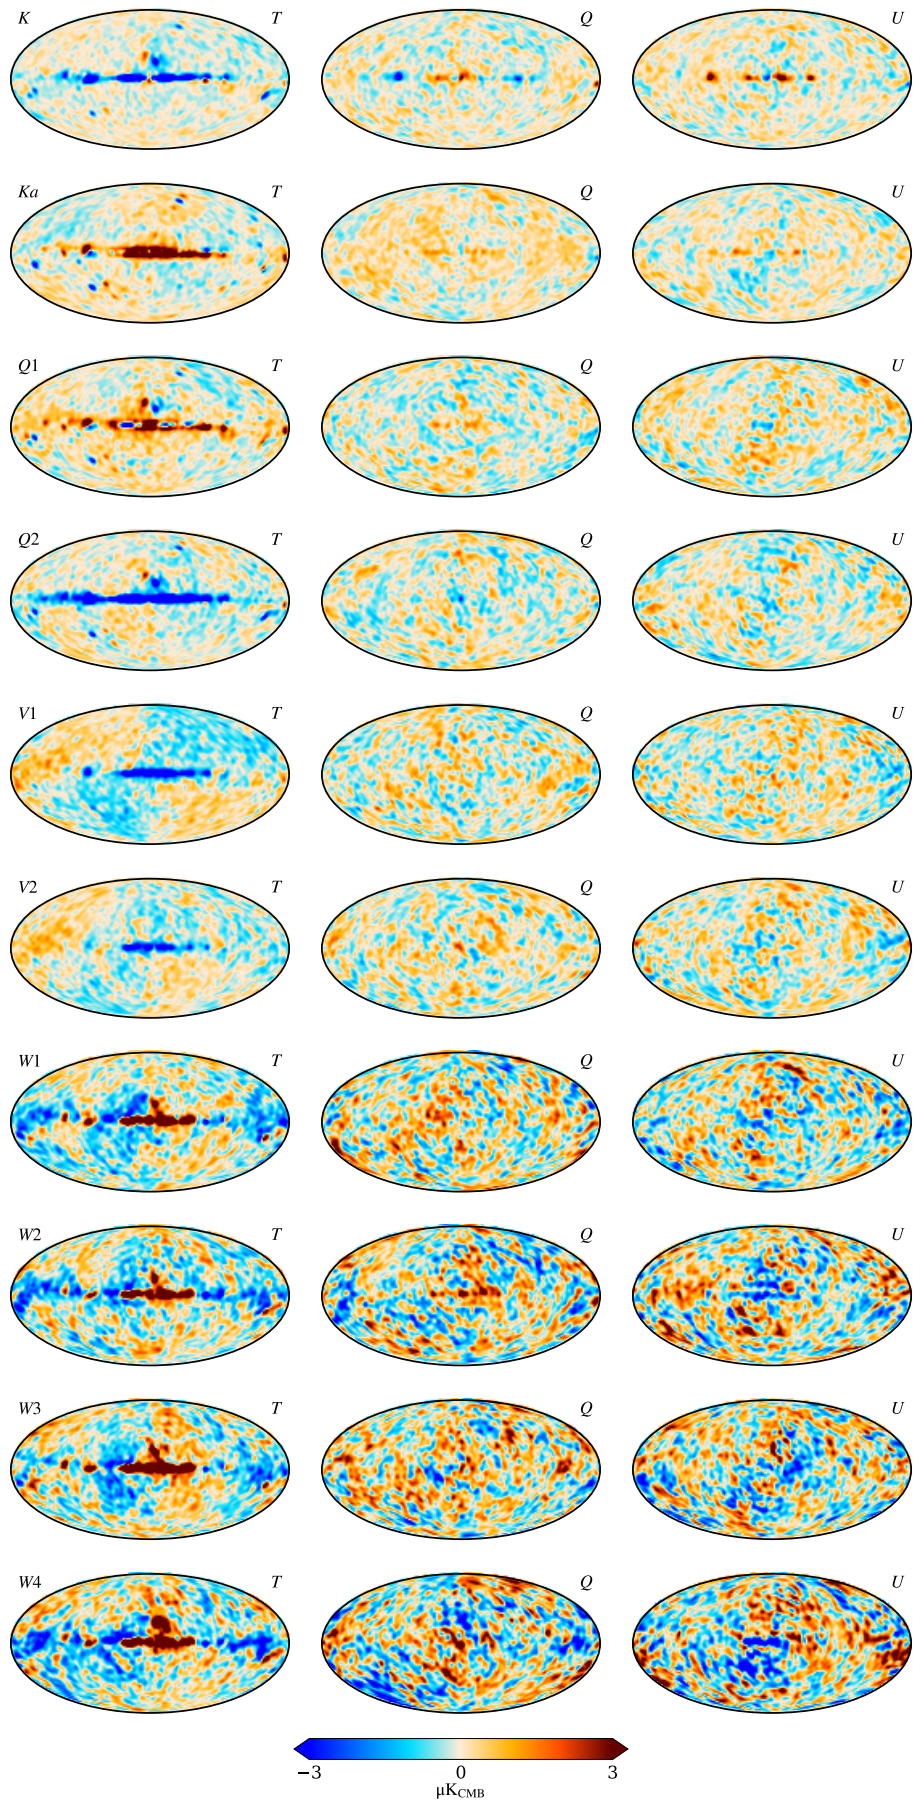 K T Q U
Ka T Q U
Q1 T Q U
Q2 T Q U
V1 T Q U
V2 T Q U
W1 T Q U
W2 T Q U
W3 T Q U
W4 T Q U
−3 0 3
μK_CMB